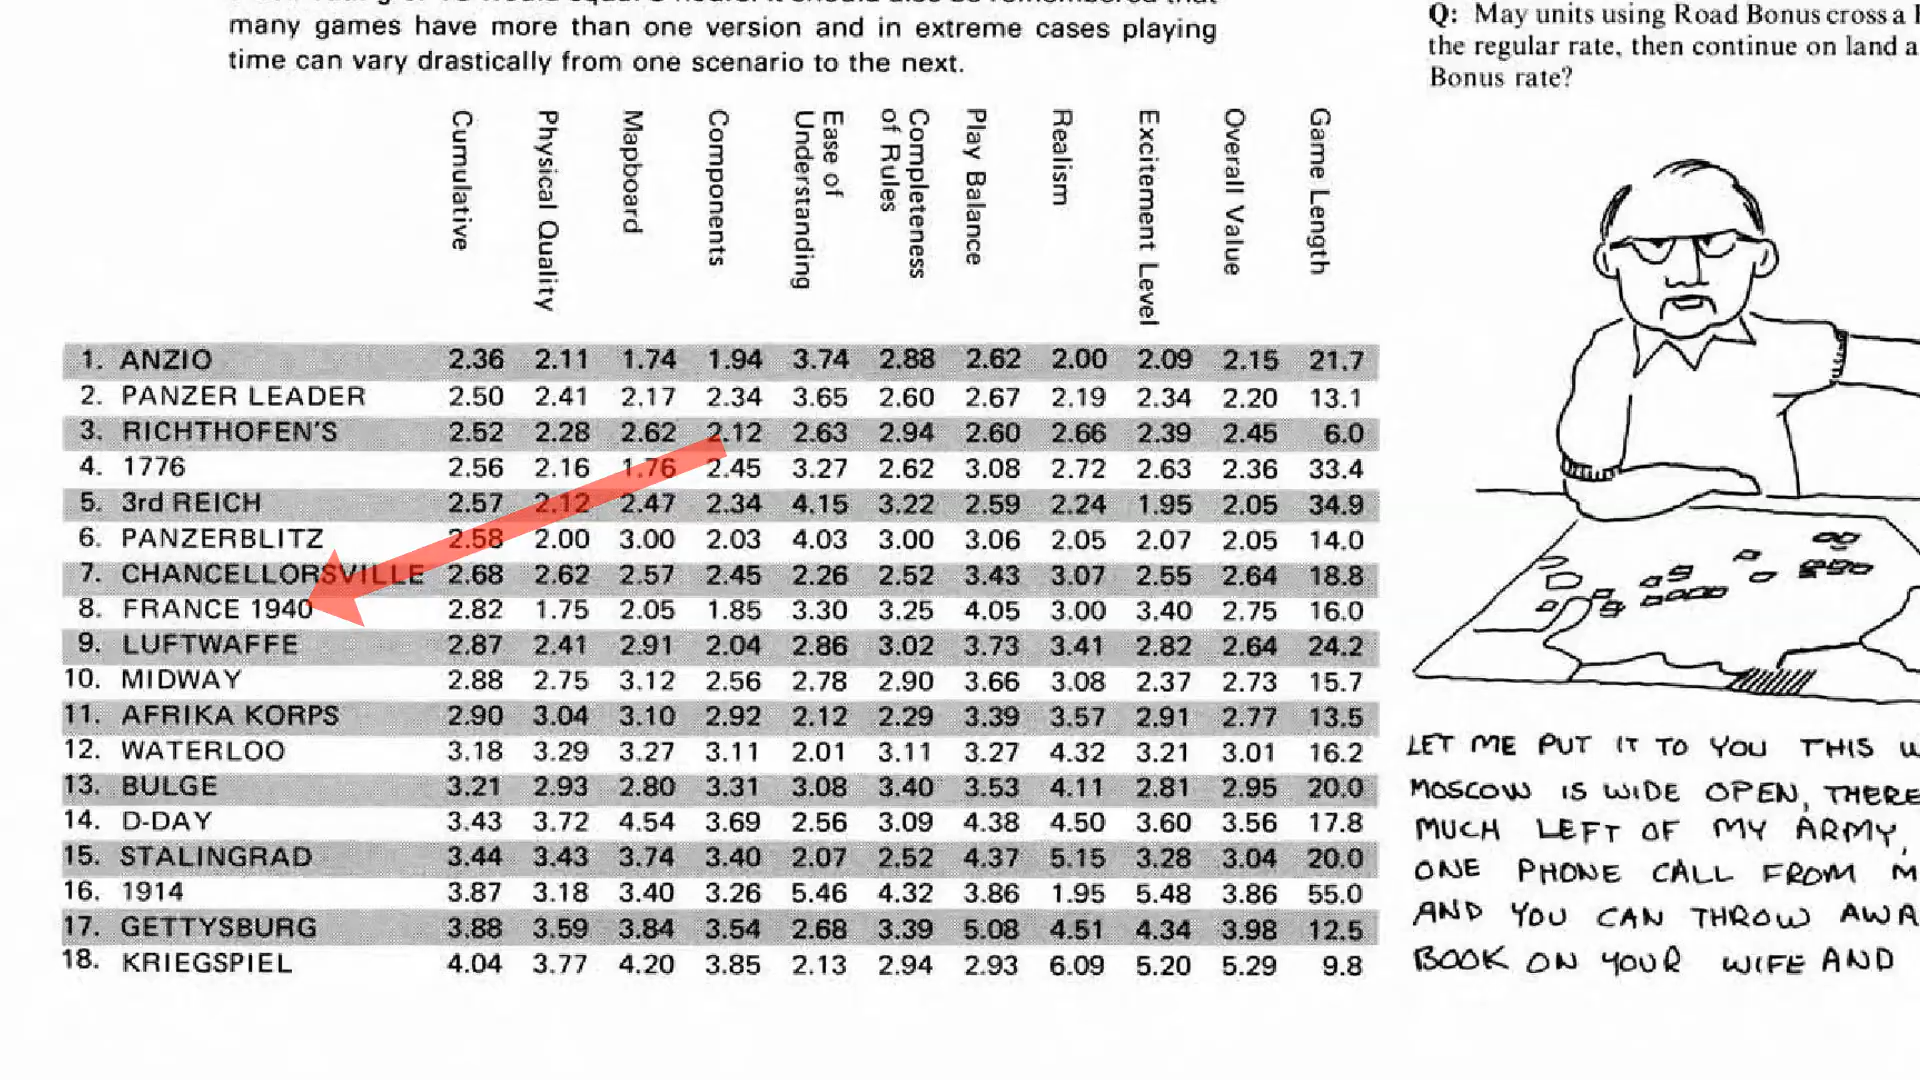 many games have more than one version and in extreme cases playing
time can vary drastically from one scenario to the next.
Cumulative Physical Quality Mapboard Components Ease of Understanding Completeness of Rules Play Balance Realism Excitement Level Overall Value Game Length
1. ANZIO 2.36 2.11 1.74 1.94 3.74 2.88 2.62 2.00 2.09 2.15 21.7
2. PANZER LEADER 2.50 2.41 2.17 2.34 3.65 2.60 2.67 2.19 2.34 2.20 13.1
3. RICHTHOFEN'S 2.52 2.28 2.62 2.12 2.63 2.94 2.60 2.66 2.39 2.45 6.0
4. 1776 2.56 2.16 1.76 2.45 3.27 2.62 3.08 2.72 2.63 2.36 33.4
5. 3rd REICH 2.57 2.12 2.47 2.34 4.15 3.22 2.59 2.24 1.95 2.05 34.9
6. PANZERBLITZ 2.58 2.00 3.00 2.03 4.03 3.00 3.06 2.05 2.07 2.05 14.0
7. CHANCELLORSVILLE 2.68 2.62 2.57 2.45 2.26 2.52 3.43 3.07 2.55 2.64 18.8
8. FRANCE 1940 2.82 1.75 2.05 1.85 3.30 3.25 4.05 3.00 3.40 2.75 16.0
9. LUFTWAFFE 2.87 2.41 2.91 2.04 2.86 3.02 3.73 3.41 2.82 2.64 24.2
10. MIDWAY 2.88 2.75 3.12 2.56 2.78 2.90 3.66 3.08 2.37 2.73 15.7
11. AFRIKA KORPS 2.90 3.04 3.10 2.92 2.12 2.29 3.39 3.57 2.91 2.77 13.5
12. WATERLOO 3.18 3.29 3.27 3.11 2.01 3.11 3.27 4.32 3.21 3.01 16.2
13. BULGE 3.21 2.93 2.80 3.31 3.08 3.40 3.53 4.11 2.81 2.95 20.0
14. D-DAY 3.43 3.72 4.54 3.69 2.56 3.09 4.38 4.50 3.60 3.56 17.8
15. STALINGRAD 3.44 3.43 3.74 3.40 2.07 2.52 4.37 5.15 3.28 3.04 20.0
16. 1914 3.87 3.18 3.40 3.26 5.46 4.32 3.86 1.95 5.48 3.86 55.0
17. GETTYSBURG 3.88 3.59 3.84 3.54 2.68 3.39 5.08 4.51 4.34 3.98 12.5
18. KRIEGSPIEL 4.04 3.77 4.20 3.85 2.13 2.94 2.93 6.09 5.20 5.29 9.8
Q: May units using Road Bonus cross a
the regular rate, then continue on land a
Bonus rate?
LET ME PUT IT TO YOU THIS
MOSCOW IS WIDE OPEN, THERE
MUCH LEFT OF MY ARMY,
ONE PHONE CALL FROM M
AND YOU CAN THROW AWA
BOOK ON YOUR WIFE AND